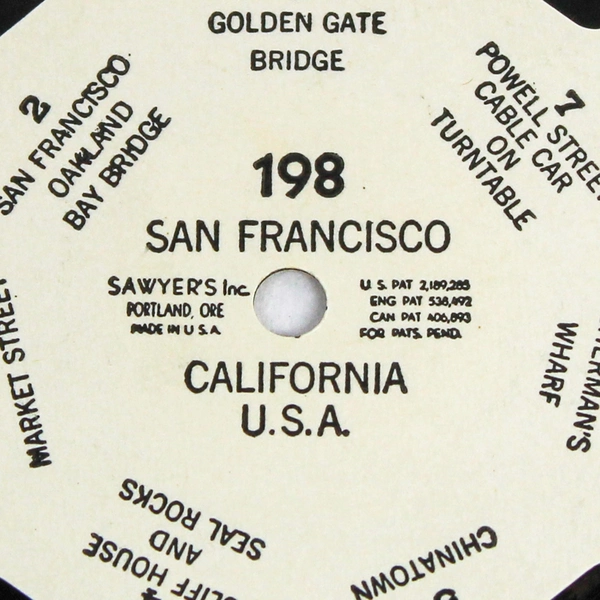 GOLDEN GATE
BRIDGE
2
SAN FRANCISCO
OAKLAND
BAY BRIDGE
7
POWELL STREET
CABLE CAR
ON
TURNTABLE
198
SAN FRANCISCO
SAWYER'S Inc.
PORTLAND, ORE
MADE IN U.S.A.
U.S. PAT 2,189,285
ENG PAT 538,492
CAN PAT 406,893
FOR. PATS. PEND.
CALIFORNIA
U.S.A.
MARKET STREET
WHARF
4
HOUSE
AND
SEAL ROCKS
CHINATOWN